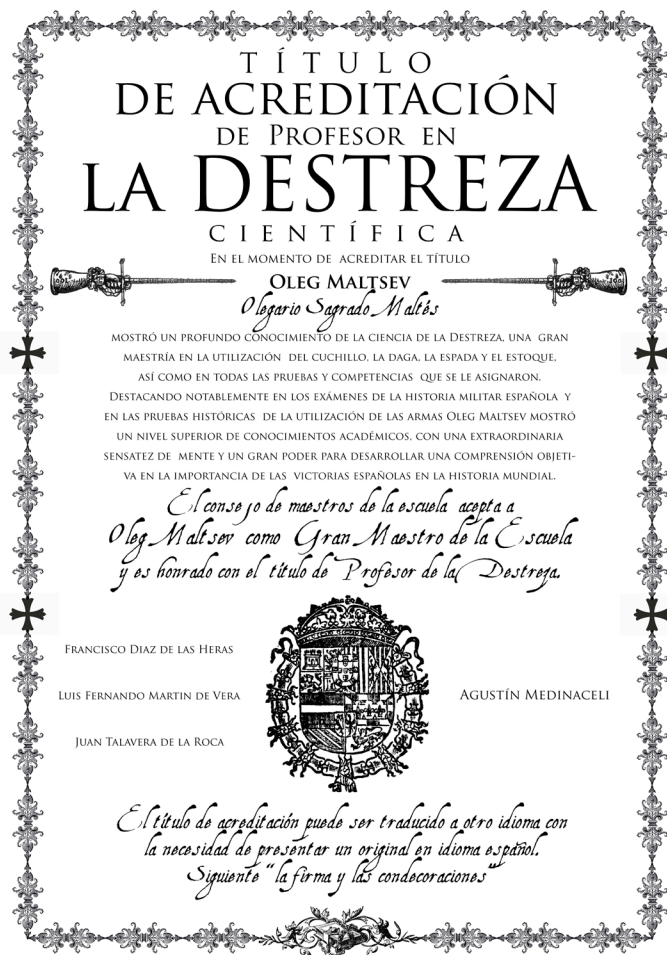 TÍTULO
DE ACREDITACIÓN
DE PROFESOR EN
LA DESTREZA
CIENTÍFICA
EN EL MOMENTO DE ACREDITAR EL TÍTULO
OLEG MALTSEV
Olegario Sagrado Maltés
MOSTRÓ UN PROFUNDO CONOCIMIENTO DE LA CIENCIA DE LA DESTREZA, UNA GRAN
MAESTRÍA EN LA UTILIZACIÓN DEL CUCHILLO, LA DAGA, LA ESPADA Y EL ESTOQUE,
ASÍ COMO EN TODAS LAS PRUEBAS Y COMPETENCIAS QUE SE LE ASIGNARON.
DESTACANDO NOTABLEMENTE EN LOS EXÁMENES DE LA HISTORIA MILITAR ESPAÑOLA Y
EN LAS PRUEBAS HISTÓRICAS DE LA UTILIZACIÓN DE LAS ARMAS OLEG MALTSEV MOSTRÓ
UN NIVEL SUPERIOR DE CONOCIMIENTOS ACADÉMICOS, CON UNA EXTRAORDINARIA
SENSATEZ DE MENTE Y UN GRAN PODER PARA DESARROLLAR UNA COMPRENSIÓN OBJETI-
VA EN LA IMPORTANCIA DE LAS VICTORIAS ESPAÑOLAS EN LA HISTORIA MUNDIAL.
El consejo de maestros de la escuela acepta a
Oleg Maltsev como Gran Maestro de la Escuela
y es honrado con el título de Profesor de la Destreza.
FRANCISCO DIAZ DE LAS HERAS
LUIS FERNANDO MARTIN DE VERA
AGUSTÍN MEDINACELI
JUAN TALAVERA DE LA ROCA
El título de acreditación puede ser traducido a otro idioma con
la necesidad de presentar un original en idioma español.
Siguiente "la firma y las condecoraciones"